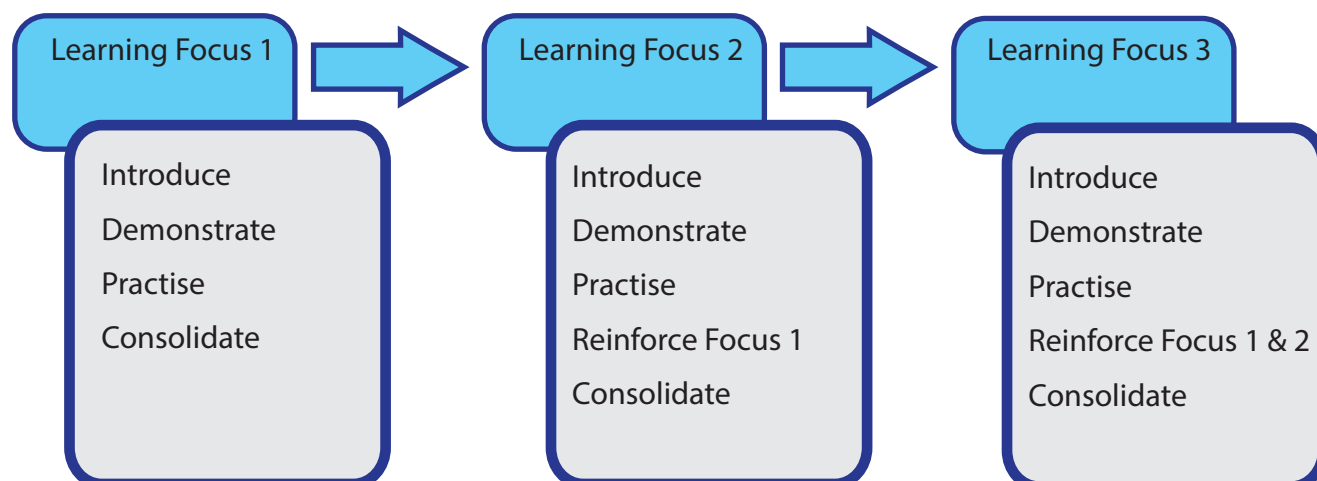 Learning Focus 1
Introduce
Demonstrate
Practise
Consolidate
Learning Focus 2
Introduce
Demonstrate
Practise
Reinforce Focus 1
Consolidate
Learning Focus 3
Introduce
Demonstrate
Practise
Reinforce Focus 1 & 2
Consolidate